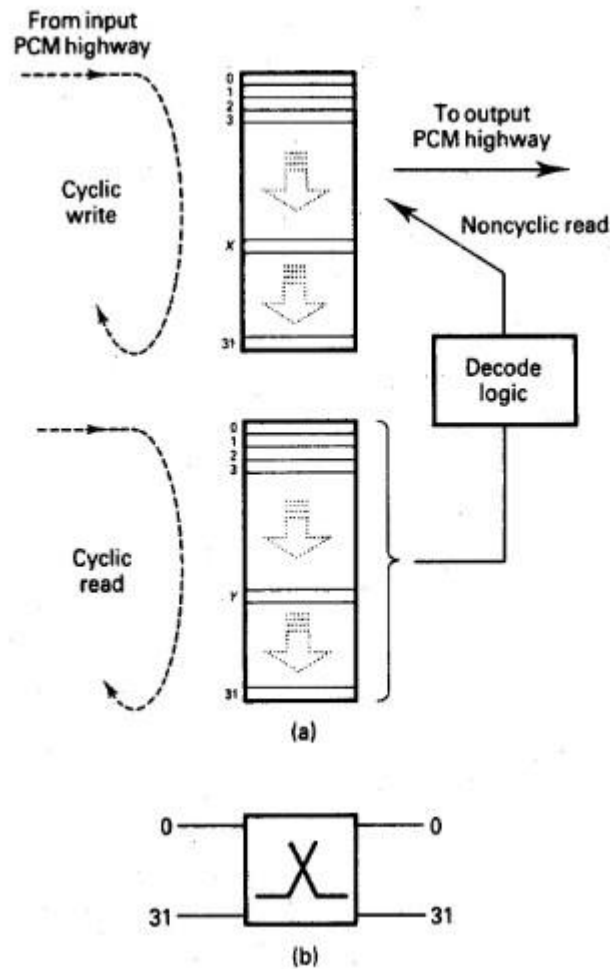 From input
PCM highway
0
1
2
3
To output
PCM highway
Cyclic
write
Noncyclic read
X
31
Decode
logic
0
1
2
3
Cyclic
read
Y
31
(a)
0
0
31
31
(b)